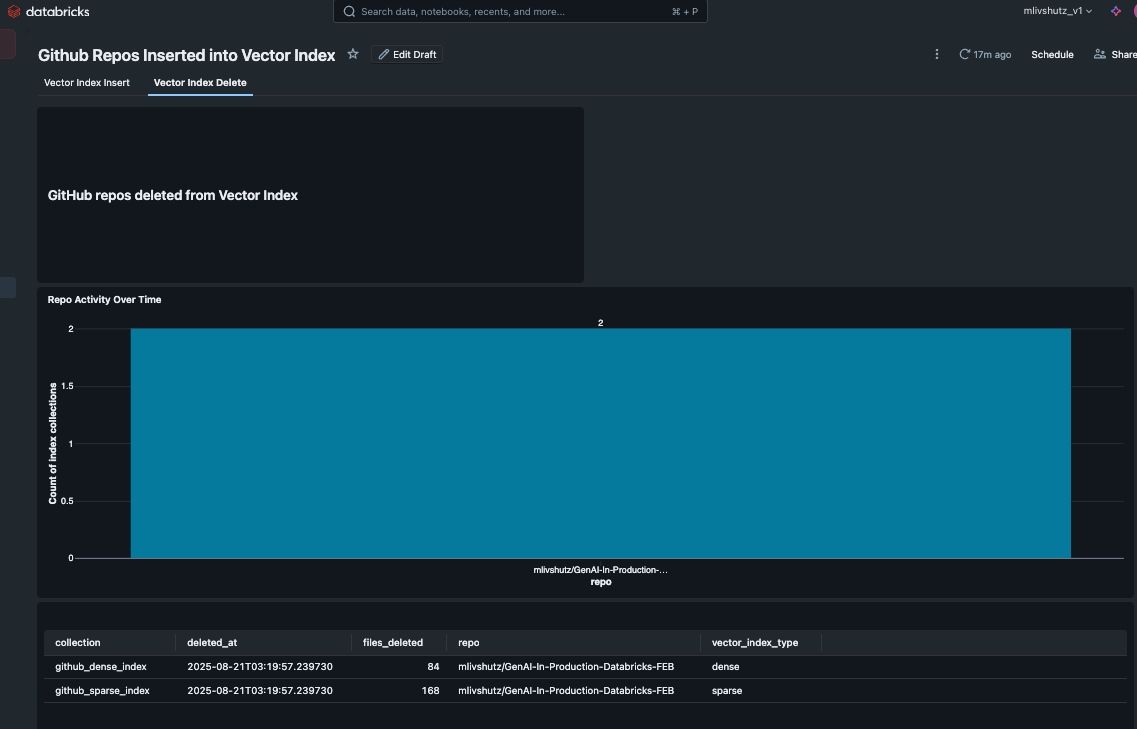 databricks
Search data, notebooks, recents, and more...
⌘ + P
mlivshutz_v1
Github Repos Inserted into Vector Index
Edit Draft
17m ago
Schedule
Share
Vector Index Insert
Vector Index Delete
GitHub repos deleted from Vector Index
Repo Activity Over Time
2
2
1.5
1
0.5
0
Count of index collections
mlivshutz/GenAI-In-Production-...
repo
collection deleted_at files_deleted repo vector_index_type
github_dense_index 2025-08-21T03:19:57.239730 84 mlivshutz/GenAI-In-Production-Databricks-FEB dense
github_sparse_index 2025-08-21T03:19:57.239730 168 mlivshutz/GenAI-In-Production-Databricks-FEB sparse